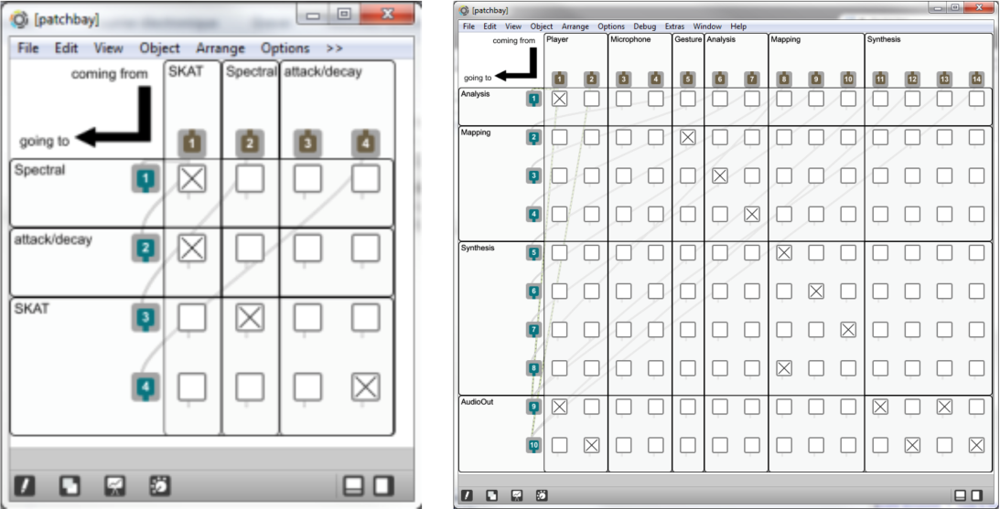 [patchbay]
File Edit View Object Arrange Options >>
coming from SKAT Spectral attack/decay
going to 1 2 3 4
Spectral 1
attack/decay 2
SKAT 3
4
[patchbay]
File Edit View Object Arrange Options Debug Extras Window Help
coming from Player Microphone Gesture Analysis Mapping Synthesis
going to 1 2 3 4 5 6 7 8 9 10 11 12 13 14
Analysis 1
Mapping 2
3
4
Synthesis 5
6
7
8
AudioOut 9
10